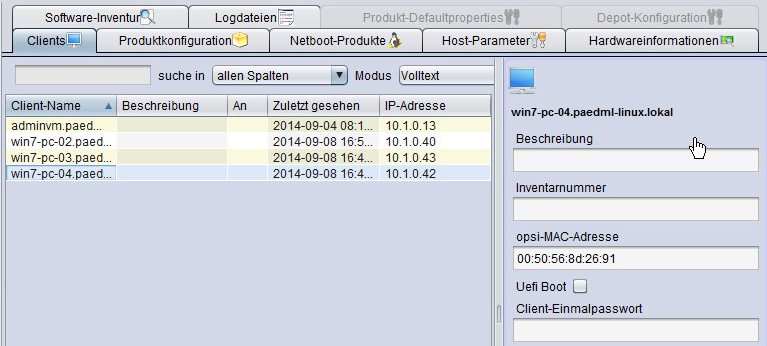 Software-Inventur Logdateien Produkt-Defaultproperties Depot-Konfiguration
Clients Produktkonfiguration Netboot-Produkte Host-Parameter Hardwareinformationen
suche in allen Spalten Modus Volltext
Client-Name Beschreibung An Zuletzt gesehen IP-Adresse
adminvm.paed... 2014-09-04 08:1... 10.1.0.13
win7-pc-02.paed... 2014-09-08 16:5... 10.1.0.40
win7-pc-03.paed... 2014-09-08 16:4... 10.1.0.43
win7-pc-04.paed... 2014-09-08 16:4... 10.1.0.42
win7-pc-04.paedml-linux.lokal
Beschreibung
Inventarnummer
opsi-MAC-Adresse
00:50:56:8d:26:91
Uefi Boot
Client-Einmalpasswort